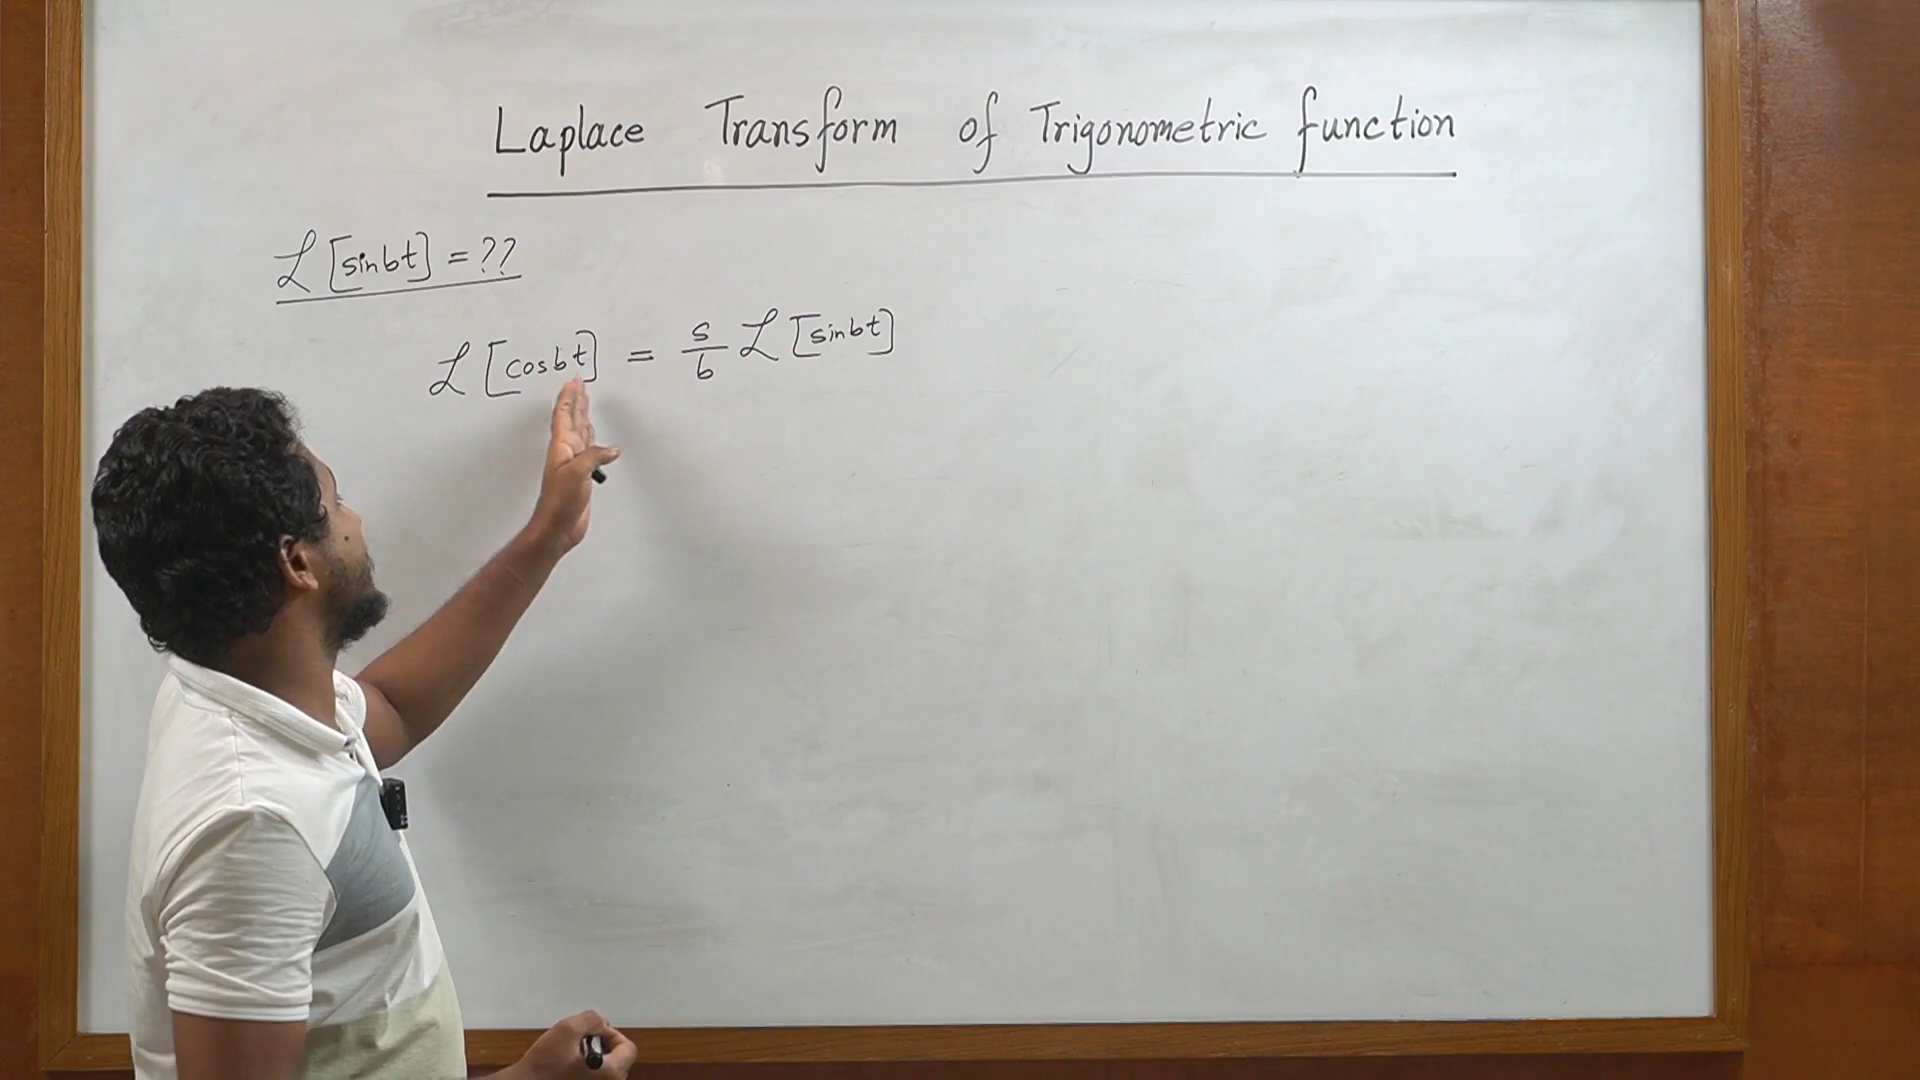 Laplace Transform of Trigonometric function
ℒ [sinbt] = ??
ℒ [cosbt] = s/b ℒ [sinbt]